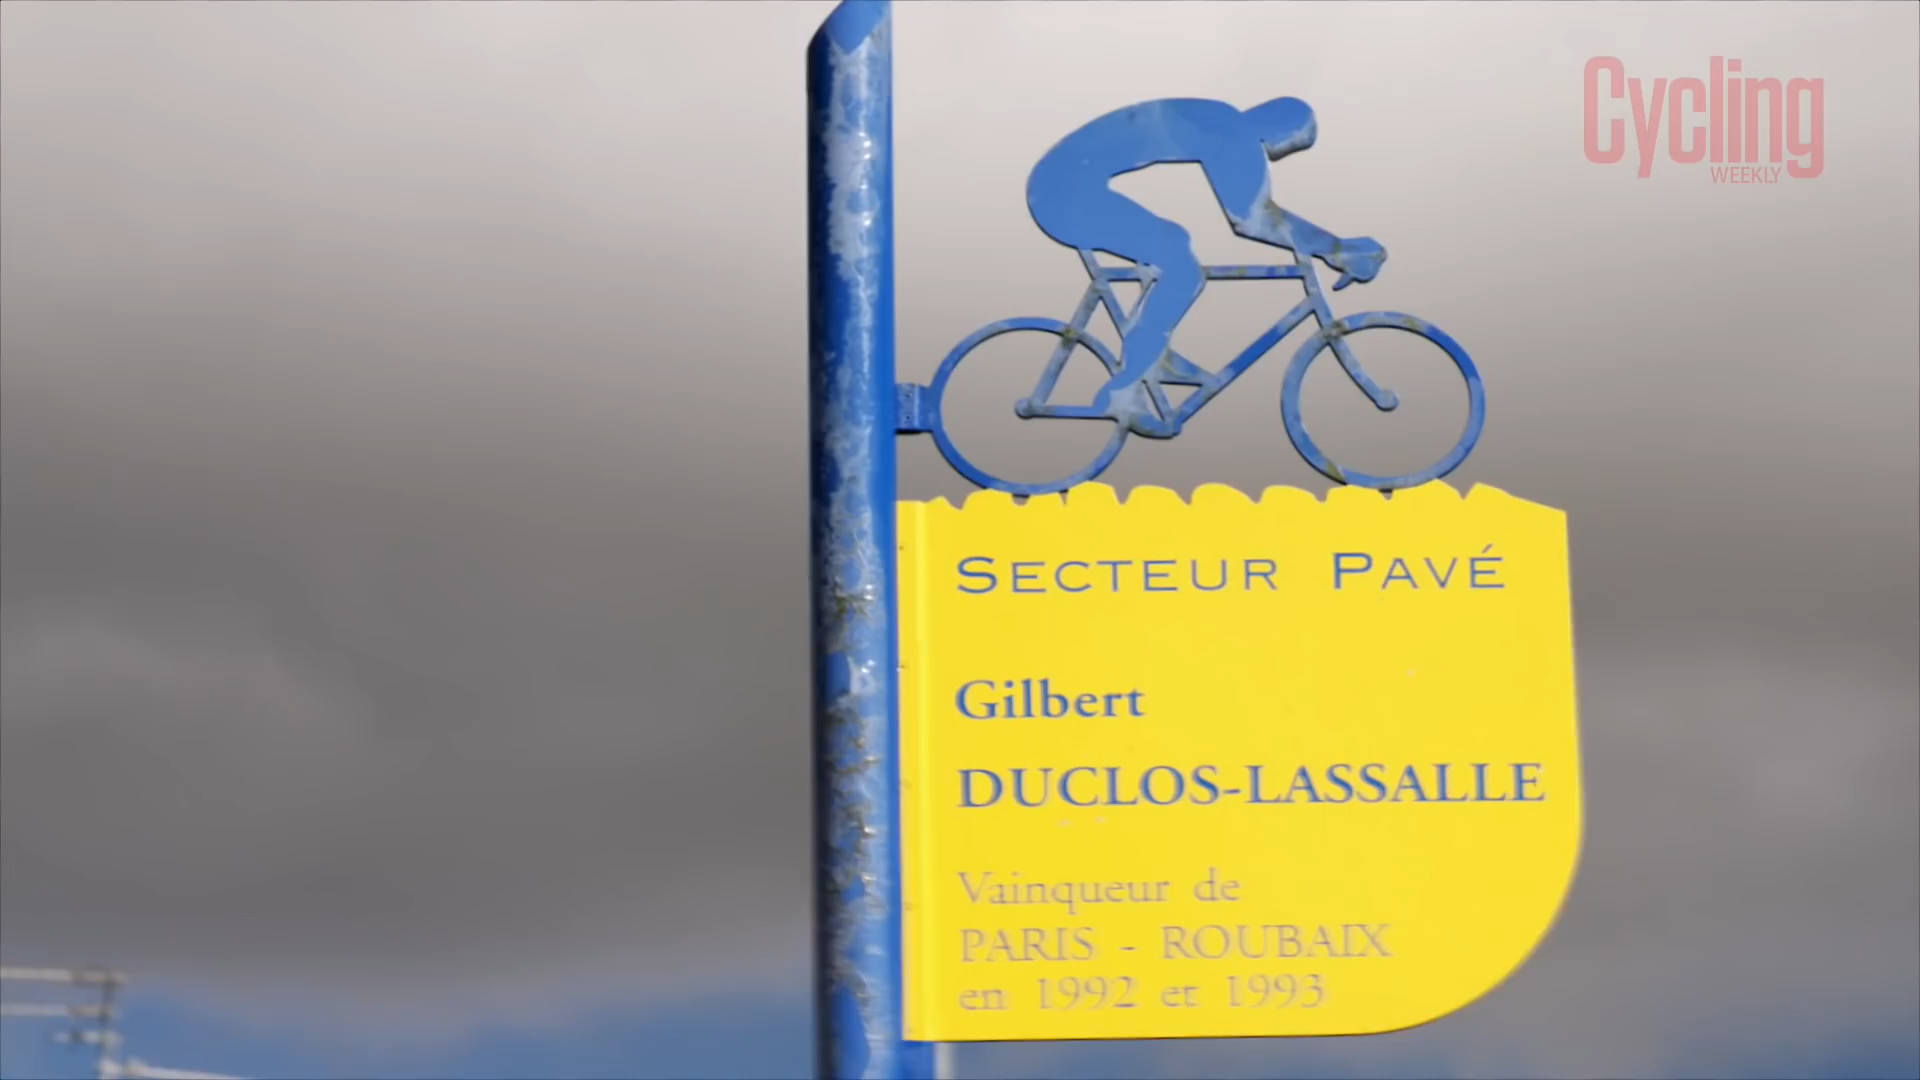 Cycling
WEEKLY
SECTEUR PAVÉ
Gilbert
DUCLOS-LASSALLE
Vainqueur de
PARIS - ROUBAIX
en 1992 et 1993